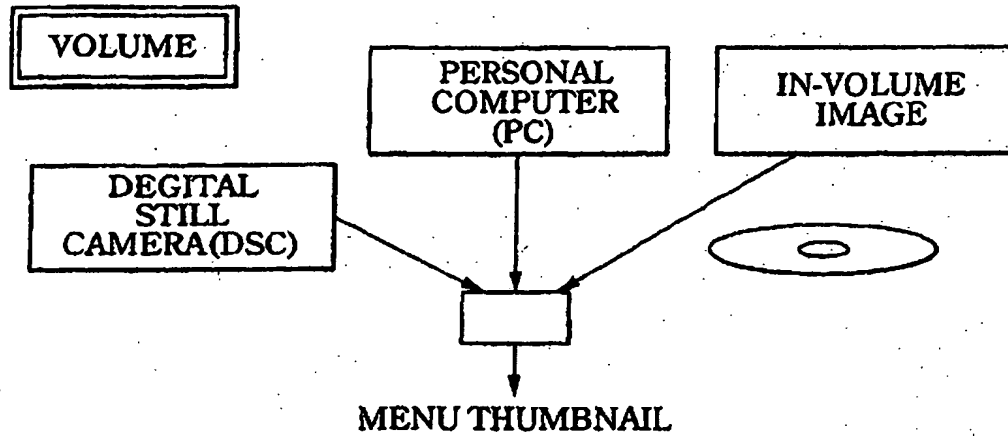 VOLUME
PERSONAL
COMPUTER
(PC)
IN-VOLUME
IMAGE
DEGITAL
STILL
CAMERA(DSC)
MENU THUMBNAIL